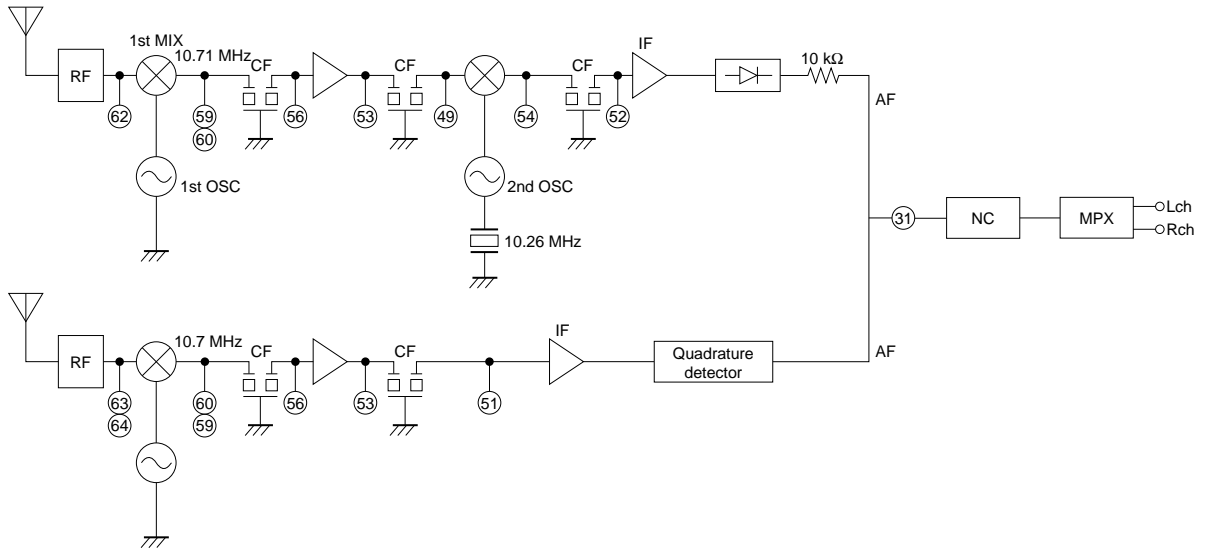 1st MIX
10.71 MHz
RF
CF
CF
CF
IF
10 kΩ
AF
62
59
60
56
53
49
54
52
1st OSC
2nd OSC
10.26 MHz
31
NC
MPX
Lch
Rch
RF
10.7 MHz
CF
CF
IF
Quadrature
detector
AF
63
64
60
59
56
53
51